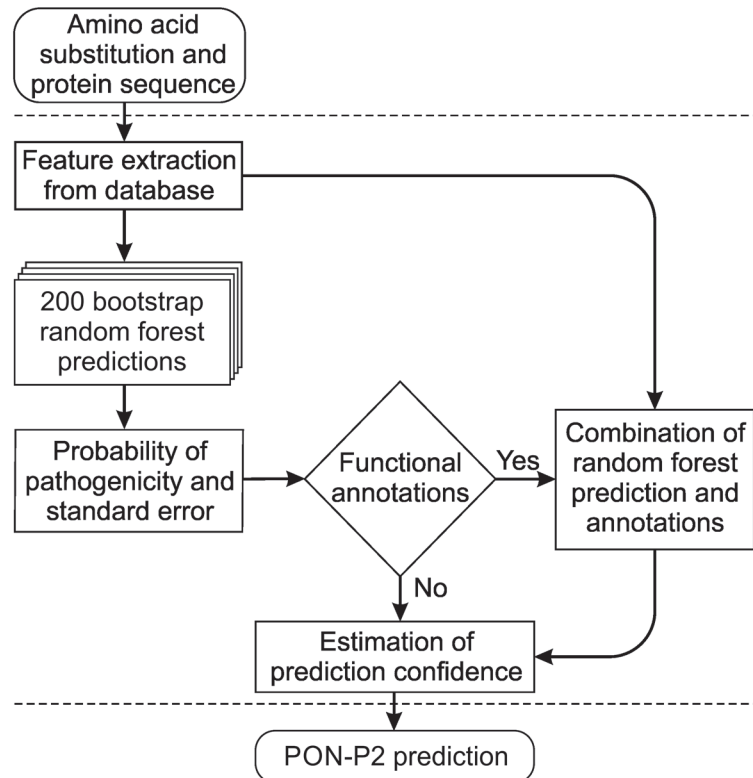 Amino acid
substitution and
protein sequence
Feature extraction
from database
200 bootstrap
random forest
predictions
Probability of
pathogenicity and
standard error
Functional
annotations
Yes
Combination of
random forest
prediction and
annotations
No
Estimation of
prediction confidence
PON-P2 prediction